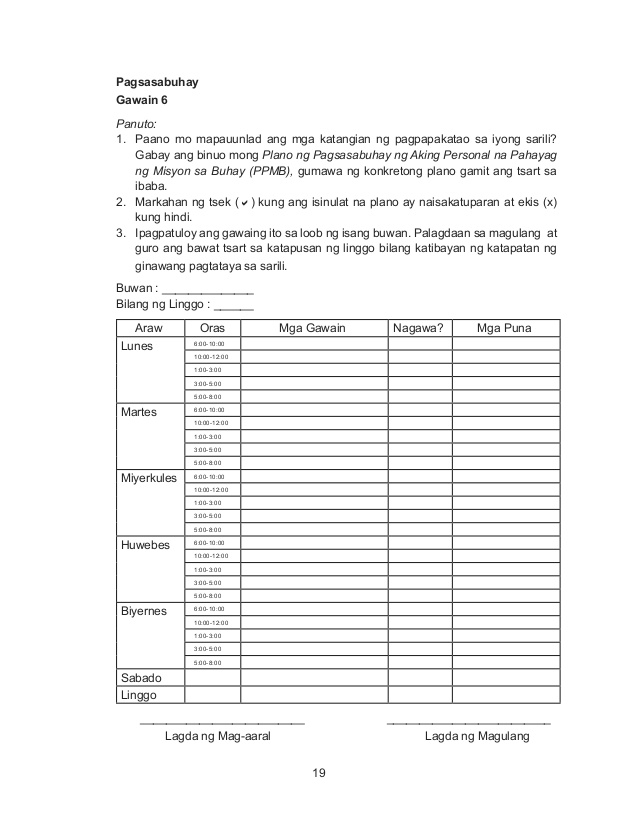 Pagsasabuhay
Gawain 6
Panuto:
1. Paano mo mapauunlad ang mga katangian ng pagpapakatao sa iyong sarili?
Gabay ang binuo mong Plano ng Pagsasabuhay ng Aking Personal na Pahayag
ng Misyon sa Buhay (PPMB), gumawa ng konkretong plano gamit ang tsart sa
ibaba.
2. Markahan ng tsek (✓) kung ang isinulat na plano ay naisakatuparan at ekis (x)
kung hindi.
3. Ipagpatuloy ang gawaing ito sa loob ng isang buwan. Palagdaan sa magulang at
guro ang bawat tsart sa katapusan ng linggo bilang katibayan ng katapatan ng
ginawang pagtataya sa sarili.
Buwan : ______________
Bilang ng Linggo : ______
Araw Oras Mga Gawain Nagawa? Mga Puna
Lunes 6:00-10:00
10:00-12:00
1:00-3:00
3:00-5:00
5:00-8:00
Martes 6:00-10:00
10:00-12:00
1:00-3:00
3:00-5:00
5:00-8:00
Miyerkules 6:00-10:00
10:00-12:00
1:00-3:00
3:00-5:00
5:00-8:00
Huwebes 6:00-10:00
10:00-12:00
1:00-3:00
3:00-5:00
5:00-8:00
Biyernes 6:00-10:00
10:00-12:00
1:00-3:00
3:00-5:00
5:00-8:00
Sabado
Linggo
Lagda ng Mag-aaral Lagda ng Magulang
19